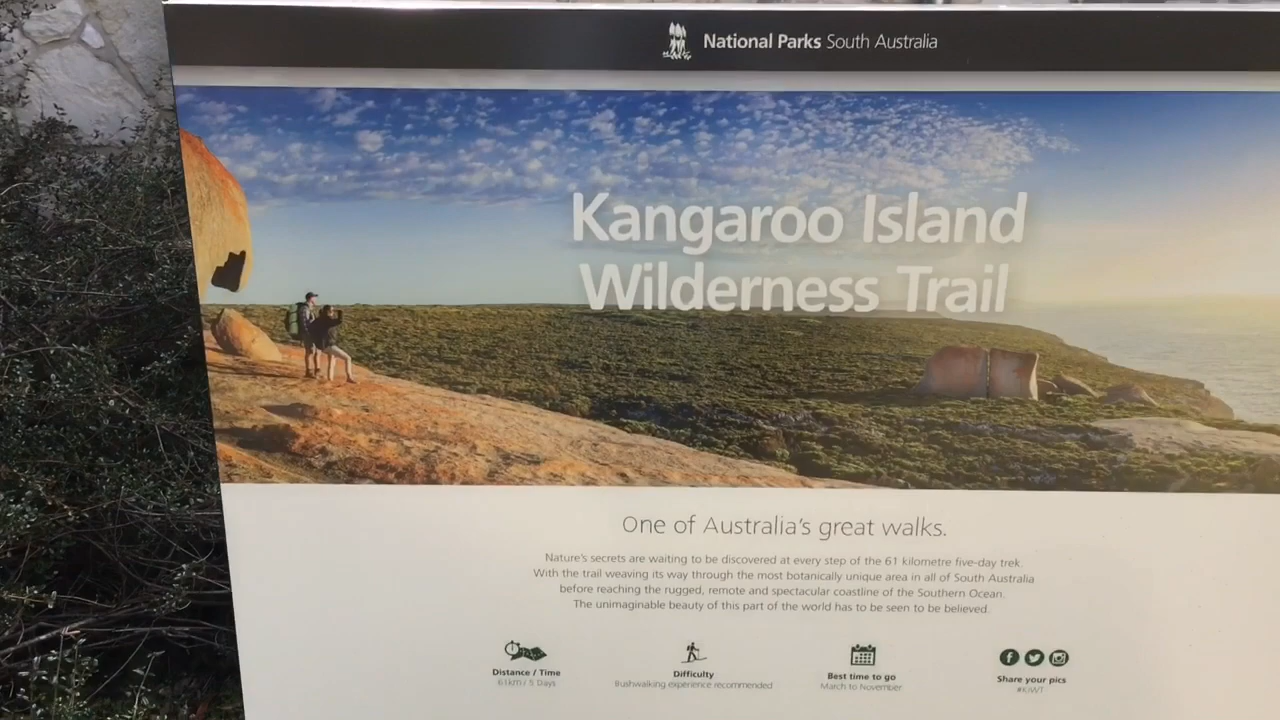 National Parks South Australia
Kangaroo Island
Wilderness Trail
One of Australia's great walks.
Nature's secrets are waiting to be discovered at every step of the 61 kilometre five-day trek.
With the trail weaving its way through the most botanically unique area in all of South Australia
before reaching the rugged, remote and spectacular coastline of the Southern Ocean.
The unimaginable beauty of this part of the world has to be seen to be believed.
Distance / Time
61km / 5 Days
Difficulty
Bushwalking experience recommended
Best time to go
March to November
Share your pics
#KIWT